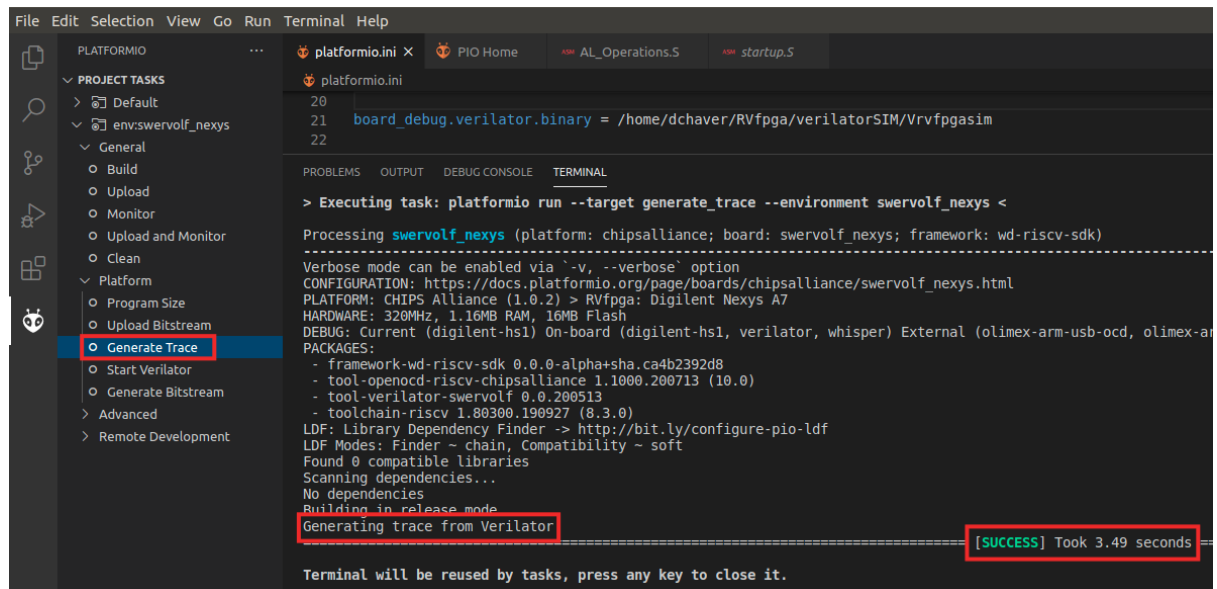 File Edit Selection View Go Run Terminal Help
PLATFORMIO ...
PROJECT TASKS
Default
env:swervolf_nexys
General
Build
Upload
Monitor
Upload and Monitor
Clean
Platform
Program Size
Upload Bitstream
Generate Trace
Start Verilator
Generate Bitstream
Advanced
Remote Development
platformio.ini PIO Home ASM AL_Operations.S ASM startup.S
platformio.ini
20
21 board_debug.verilator.binary = /home/dchaver/RVfpga/verilatorSIM/Vrvfpgasim
22
PROBLEMS OUTPUT DEBUG CONSOLE TERMINAL
> Executing task: platformio run --target generate_trace --environment swervolf_nexys <
Processing swervolf_nexys (platform: chipsalliance; board: swervolf_nexys; framework: wd-riscv-sdk)
Verbose mode can be enabled via `-v, --verbose` option
CONFIGURATION: https://docs.platformio.org/page/boards/chipsalliance/swervolf_nexys.html
PLATFORM: CHIPS Alliance (1.0.2) > RVfpga: Digilent Nexys A7
HARDWARE: 320MHz, 1.16MB RAM, 16MB Flash
DEBUG: Current (digilent-hs1) On-board (digilent-hs1, verilator, whisper) External (olimex-arm-usb-ocd, olimex-ar
PACKAGES:
- framework-wd-riscv-sdk 0.0.0-alpha+sha.ca4b2392d8
- tool-openocd-riscv-chipsalliance 1.1000.200713 (10.0)
- tool-verilator-swervolf 0.0.200513
- toolchain-riscv 1.80300.190927 (8.3.0)
LDF: Library Dependency Finder -> http://bit.ly/configure-pio-ldf
LDF Modes: Finder ~ chain, Compatibility ~ soft
Found 0 compatible libraries
Scanning dependencies...
No dependencies
Building in release mode
Generating trace from Verilator
[SUCCESS] Took 3.49 seconds
Terminal will be reused by tasks, press any key to close it.